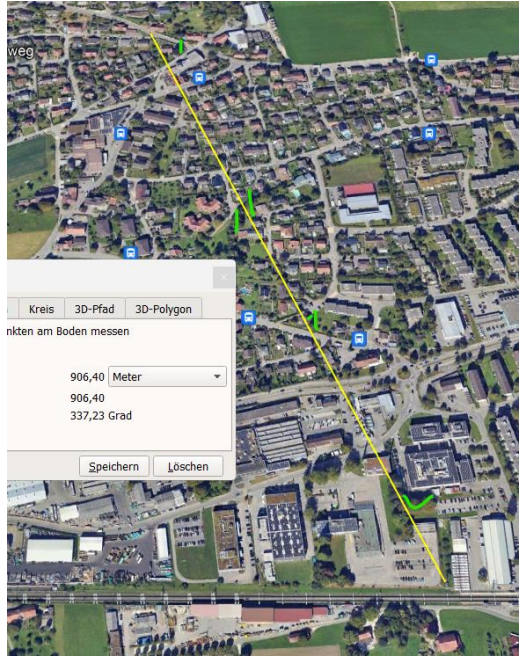 weg
Kreis 3D-Pfad 3D-Polygon
nkten am Boden messen
906,40 Meter
906,40
337,23 Grad
Speichern Löschen